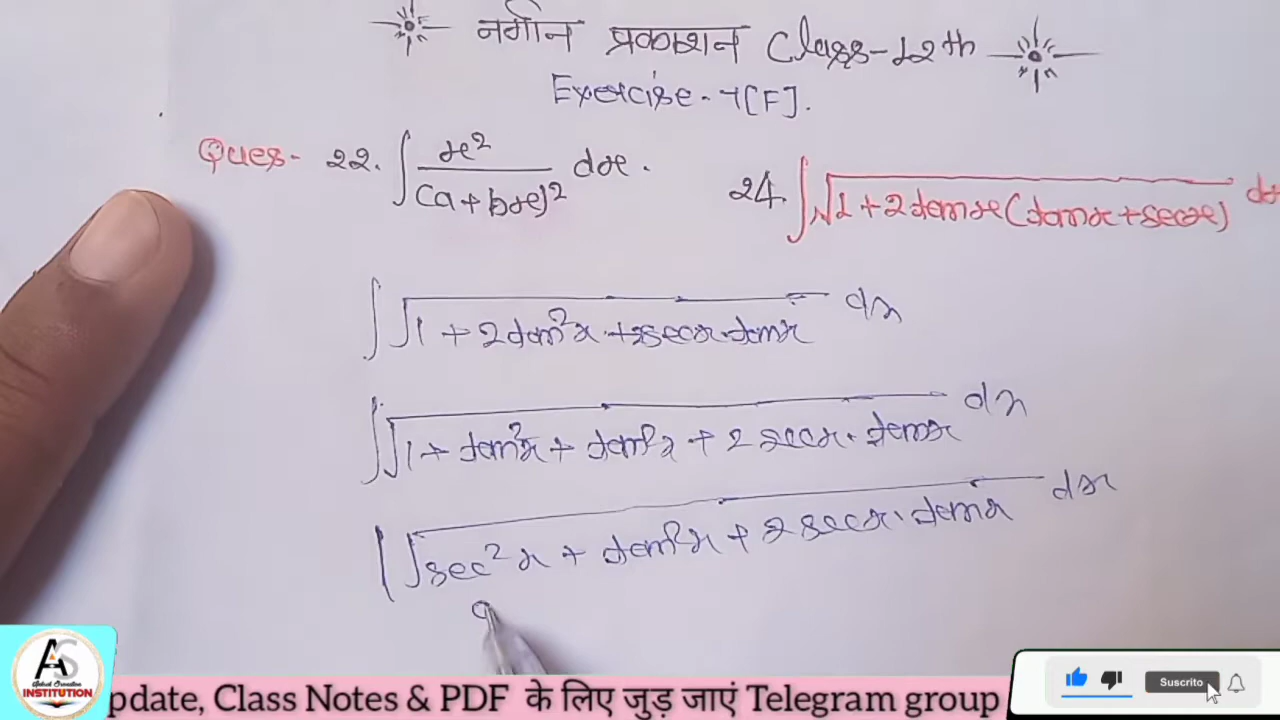 नगीन प्रकाशन Class-12th
Exercise-7[F].
Ques- 22. ∫ x²/(a+bx)² dx.
24. ∫√1+2tanx(tanx+secx) dx
∫√1+2tan²x+2secx.tanx dx
∫√1+tan²x+tan²x+2secx.tanx dx
∫√sec²x+tan²x+2secx.tanx dx
a
AS
INSTITUTION
pdate, Class Notes & PDF के लिए जुड़ जाएं Telegram group
Suscrito